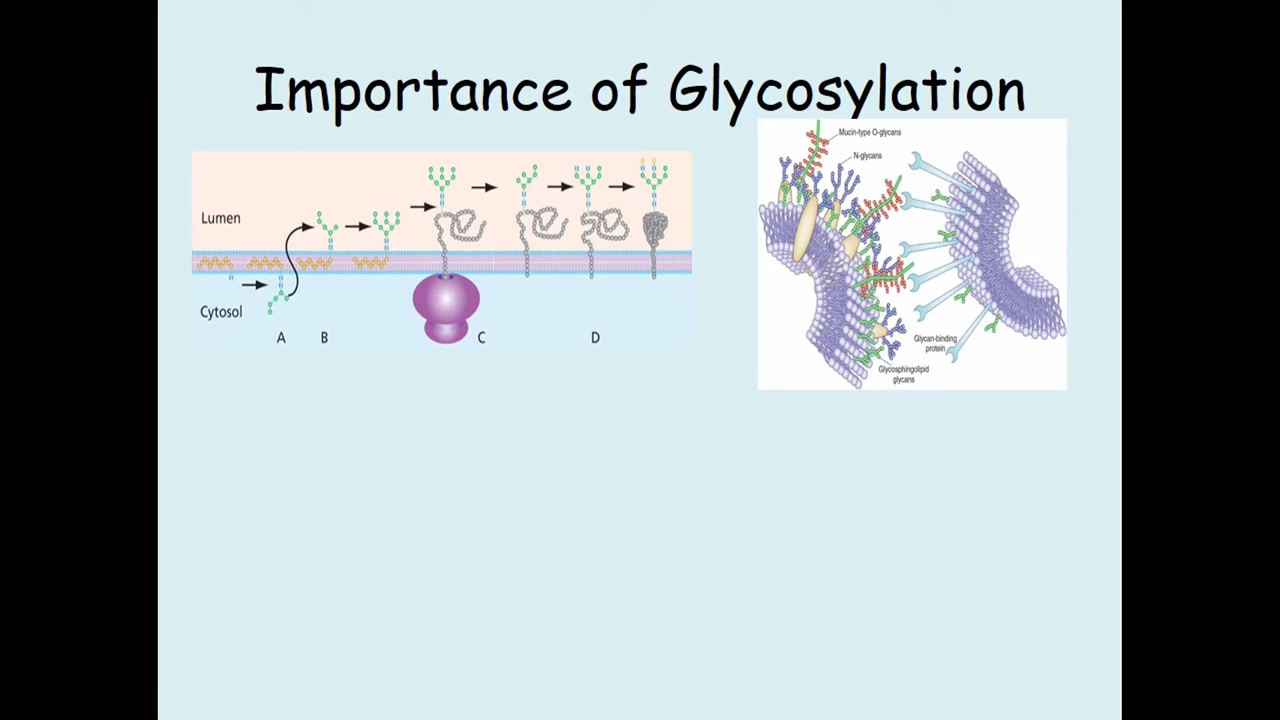 Importance of Glycosylation
Lumen
Cytosol
A
B
C
D
Mucin-type O-glycans
N-glycans
Glycan-binding
protein
Glycosphingolipid
glycans